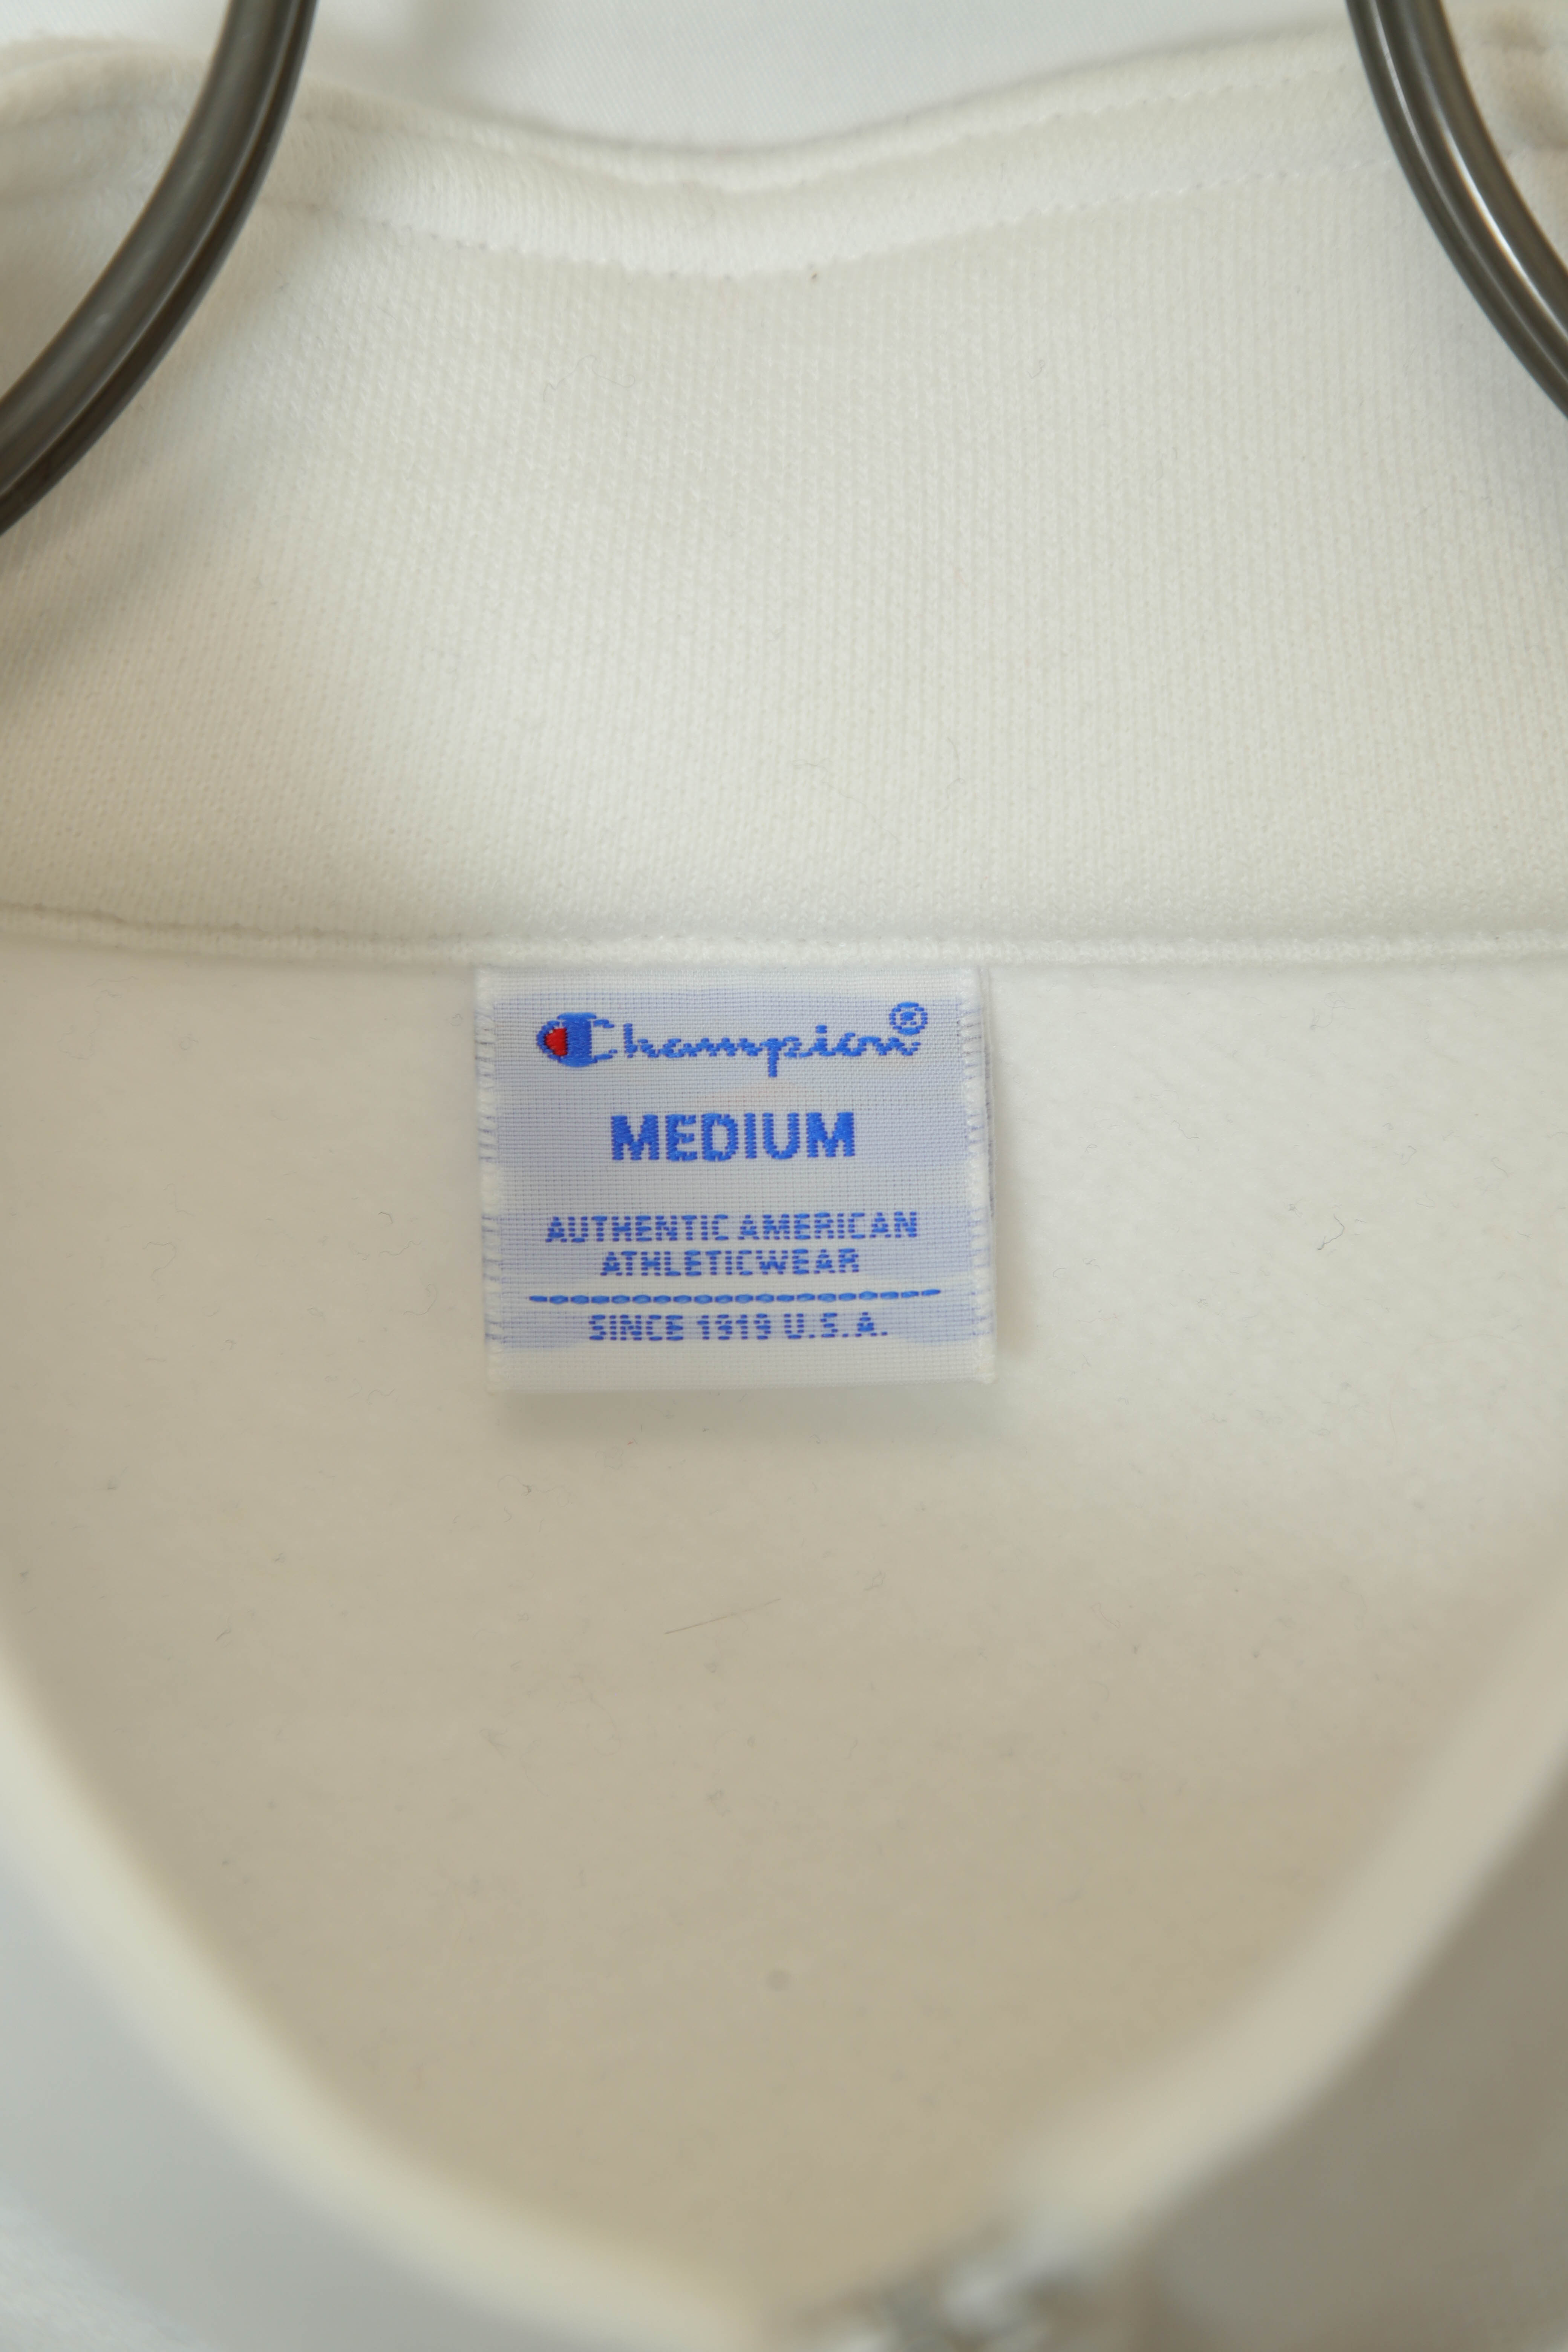 Champion®
MEDIUM
AUTHENTIC AMERICAN
ATHLETICWEAR
SINCE 1919 U.S.A.